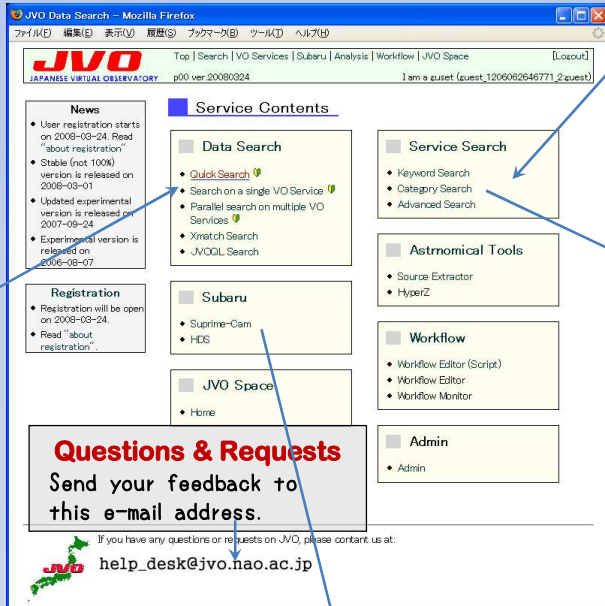 JVO Data Search - Mozilla Firefox
ファイル(F) 編集(E) 表示(V) 履歴(S) ブックマーク(B) ツール(T) ヘルプ(H)
JVO
JAPANESE VIRTUAL OBSERVATORY
Top | Search | VO Services | Subaru | Analysis | Workflow | JVO Space [Logout]
p00 ver.20080324 I am a guset (guest_1206062646771_2:guest)
News
User registration starts
on 2008-03-24. Read
"about registration"
Stable (not 100%)
version is released on
2008-03-01
Updated experimental
version is released on
2007-09-24
Experimental version is
released on
2006-08-07
Registration
Registration will be open
on 2008-03-24.
Read "about
registration".
Service Contents
Data Search
Quick Search
Search on a single VO Service
Parallel search on multiple VO
Services
Xmatch Search
JVOQL Search
Subaru
Suprime-Cam
HDS
JVO Space
Home
Service Search
Keyword Search
Category Search
Advanced Search
Astrnomical Tools
Source Extractor
HyperZ
Workflow
Workflow Editor (Script)
Workflow Editor
Workflow Monitor
Admin
Admin
Questions & Requests
Send your feedback to
this e-mail address.
If you have any questions or requests on JVO, please contant us at:
JVO
help_desk@jvo.nao.ac.jp